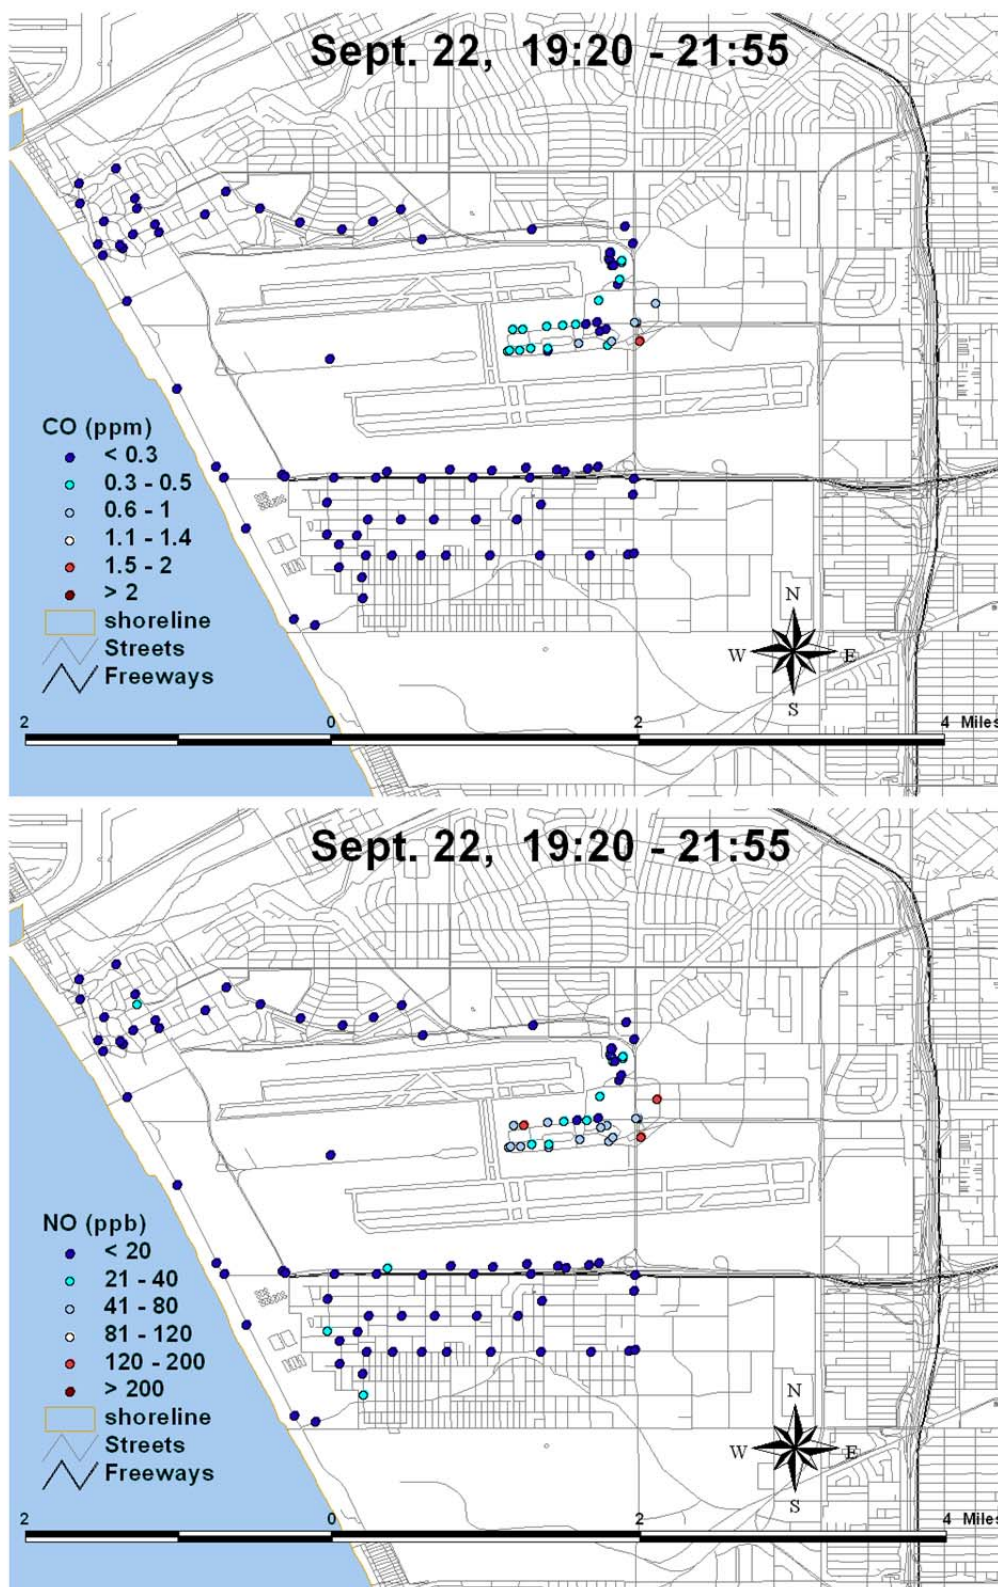 Sept. 22, 19:20 - 21:55
CO (ppm)
< 0.3
0.3 - 0.5
0.6 - 1
1.1 - 1.4
1.5 - 2
> 2
shoreline
Streets
Freeways
N
W E
S
2 0 2 4 Miles
Sept. 22, 19:20 - 21:55
NO (ppb)
< 20
21 - 40
41 - 80
81 - 120
120 - 200
> 200
shoreline
Streets
Freeways
N
W E
S
2 0 2 4 Miles